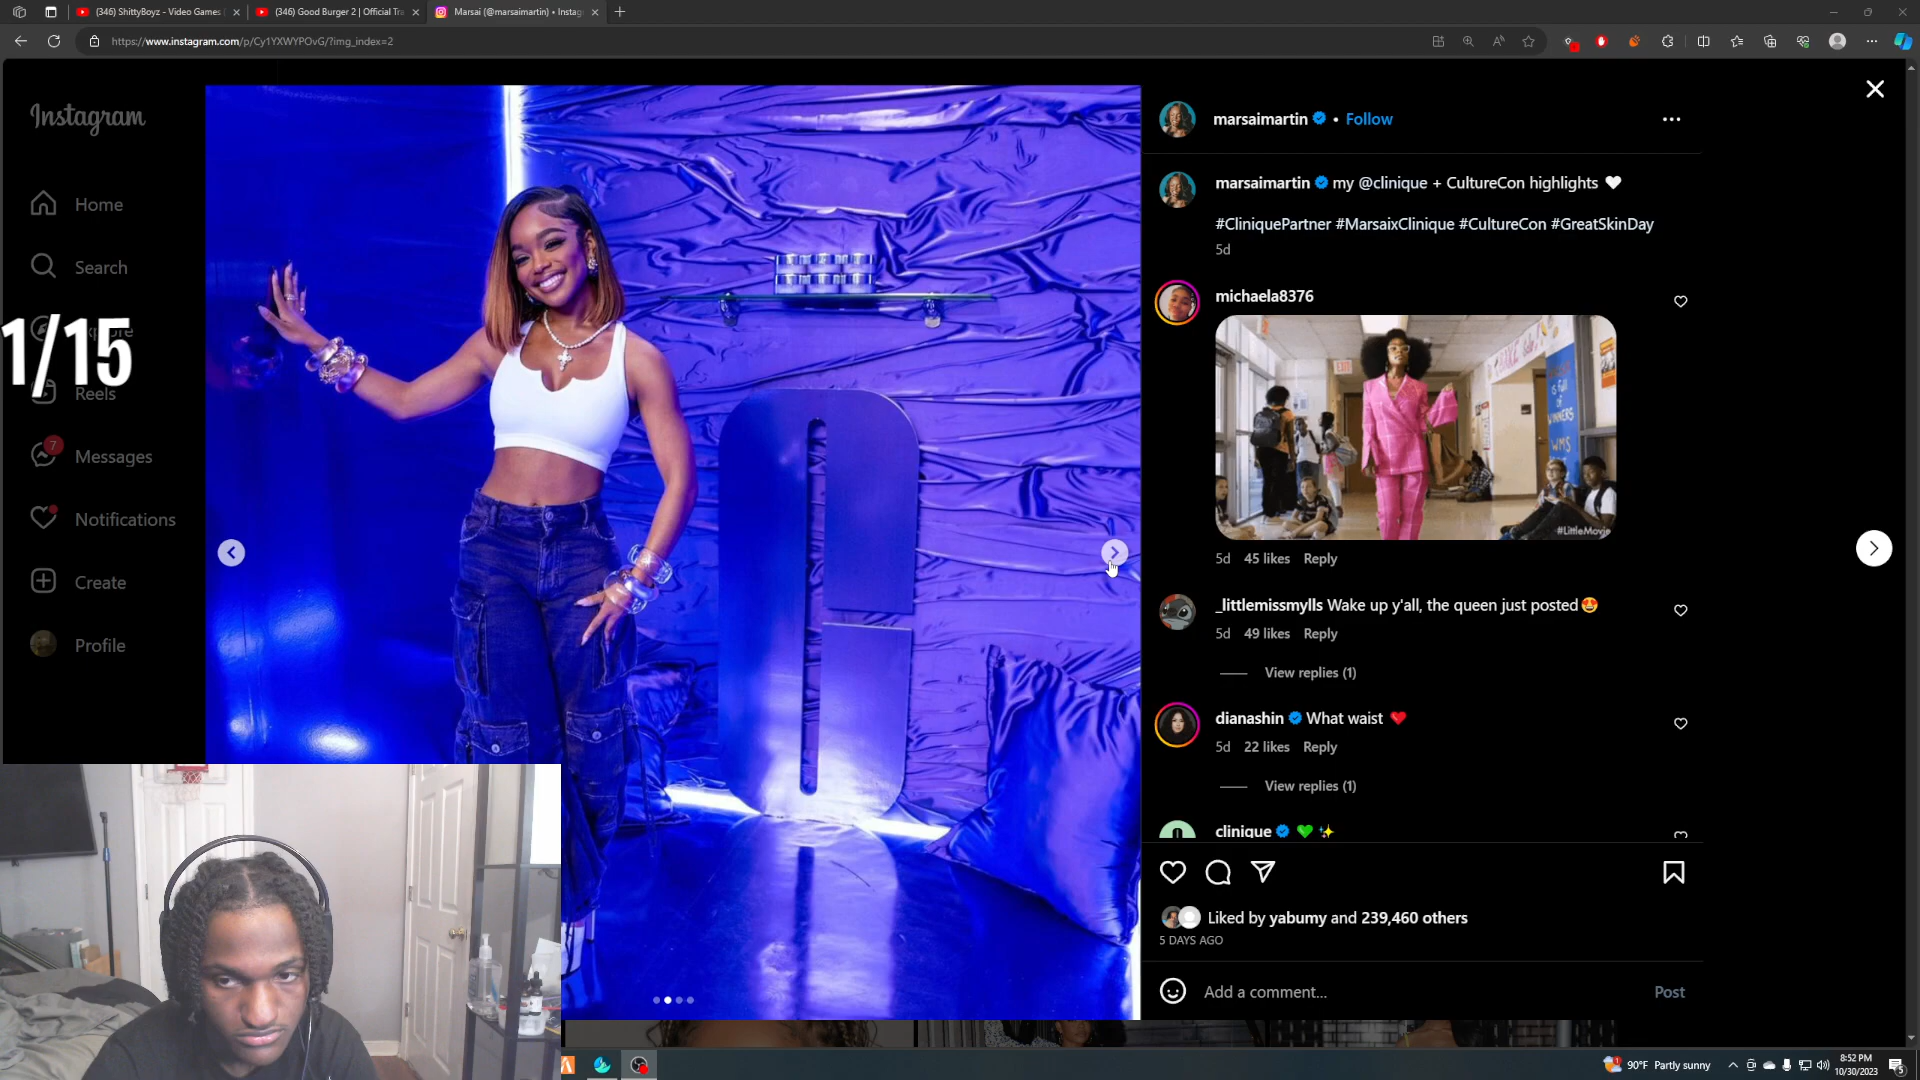 (346) ShittyBoyz - Video Games
(346) Good Burger 2 | Official Tra
Marsai (@marsaimartin) • Instag
https://www.instagram.com/p/Cy1YXWYPOvG/?img_index=2
Instagram
Home
Search
1/15
Reels
7
Messages
Notifications
Create
Profile
marsaimartin • Follow
marsaimartin my @clinique + CultureCon highlights 🤍
#CliniquePartner #MarsaixClinique #CultureCon #GreatSkinDay
5d
michaela8376
#LittleMovie
5d 45 likes Reply
_littlemissmylls Wake up y'all, the queen just posted😍
5d 49 likes Reply
View replies (1)
dianashin What waist ❤️
5d 22 likes Reply
View replies (1)
clinique 💚 ✨
Liked by yabumy and 239,460 others
5 DAYS AGO
Add a comment...
Post
90°F Partly sunny
8:52 PM
10/30/2023
5